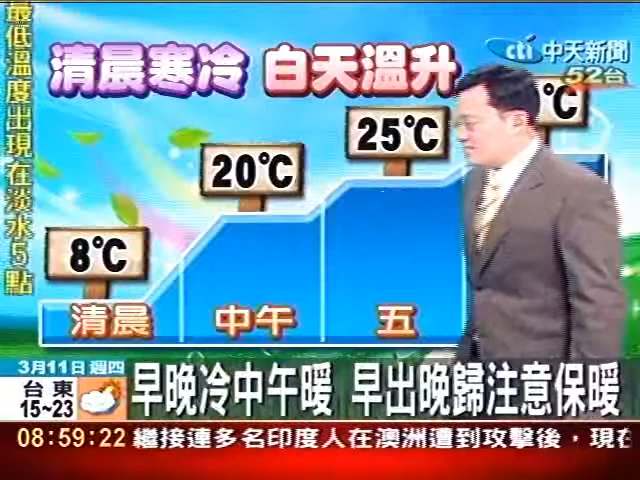 最低溫度出現在淡水5點
清晨寒冷 白天溫升
cti 中天新聞
52台
8℃
20℃
25℃
℃
清晨
中午
五
3月11日 週四
台東
15~23
早晚冷中午暖 早出晚歸注意保暖
08:59:22 繼接連多名印度人在澳洲遭到攻擊後，現在